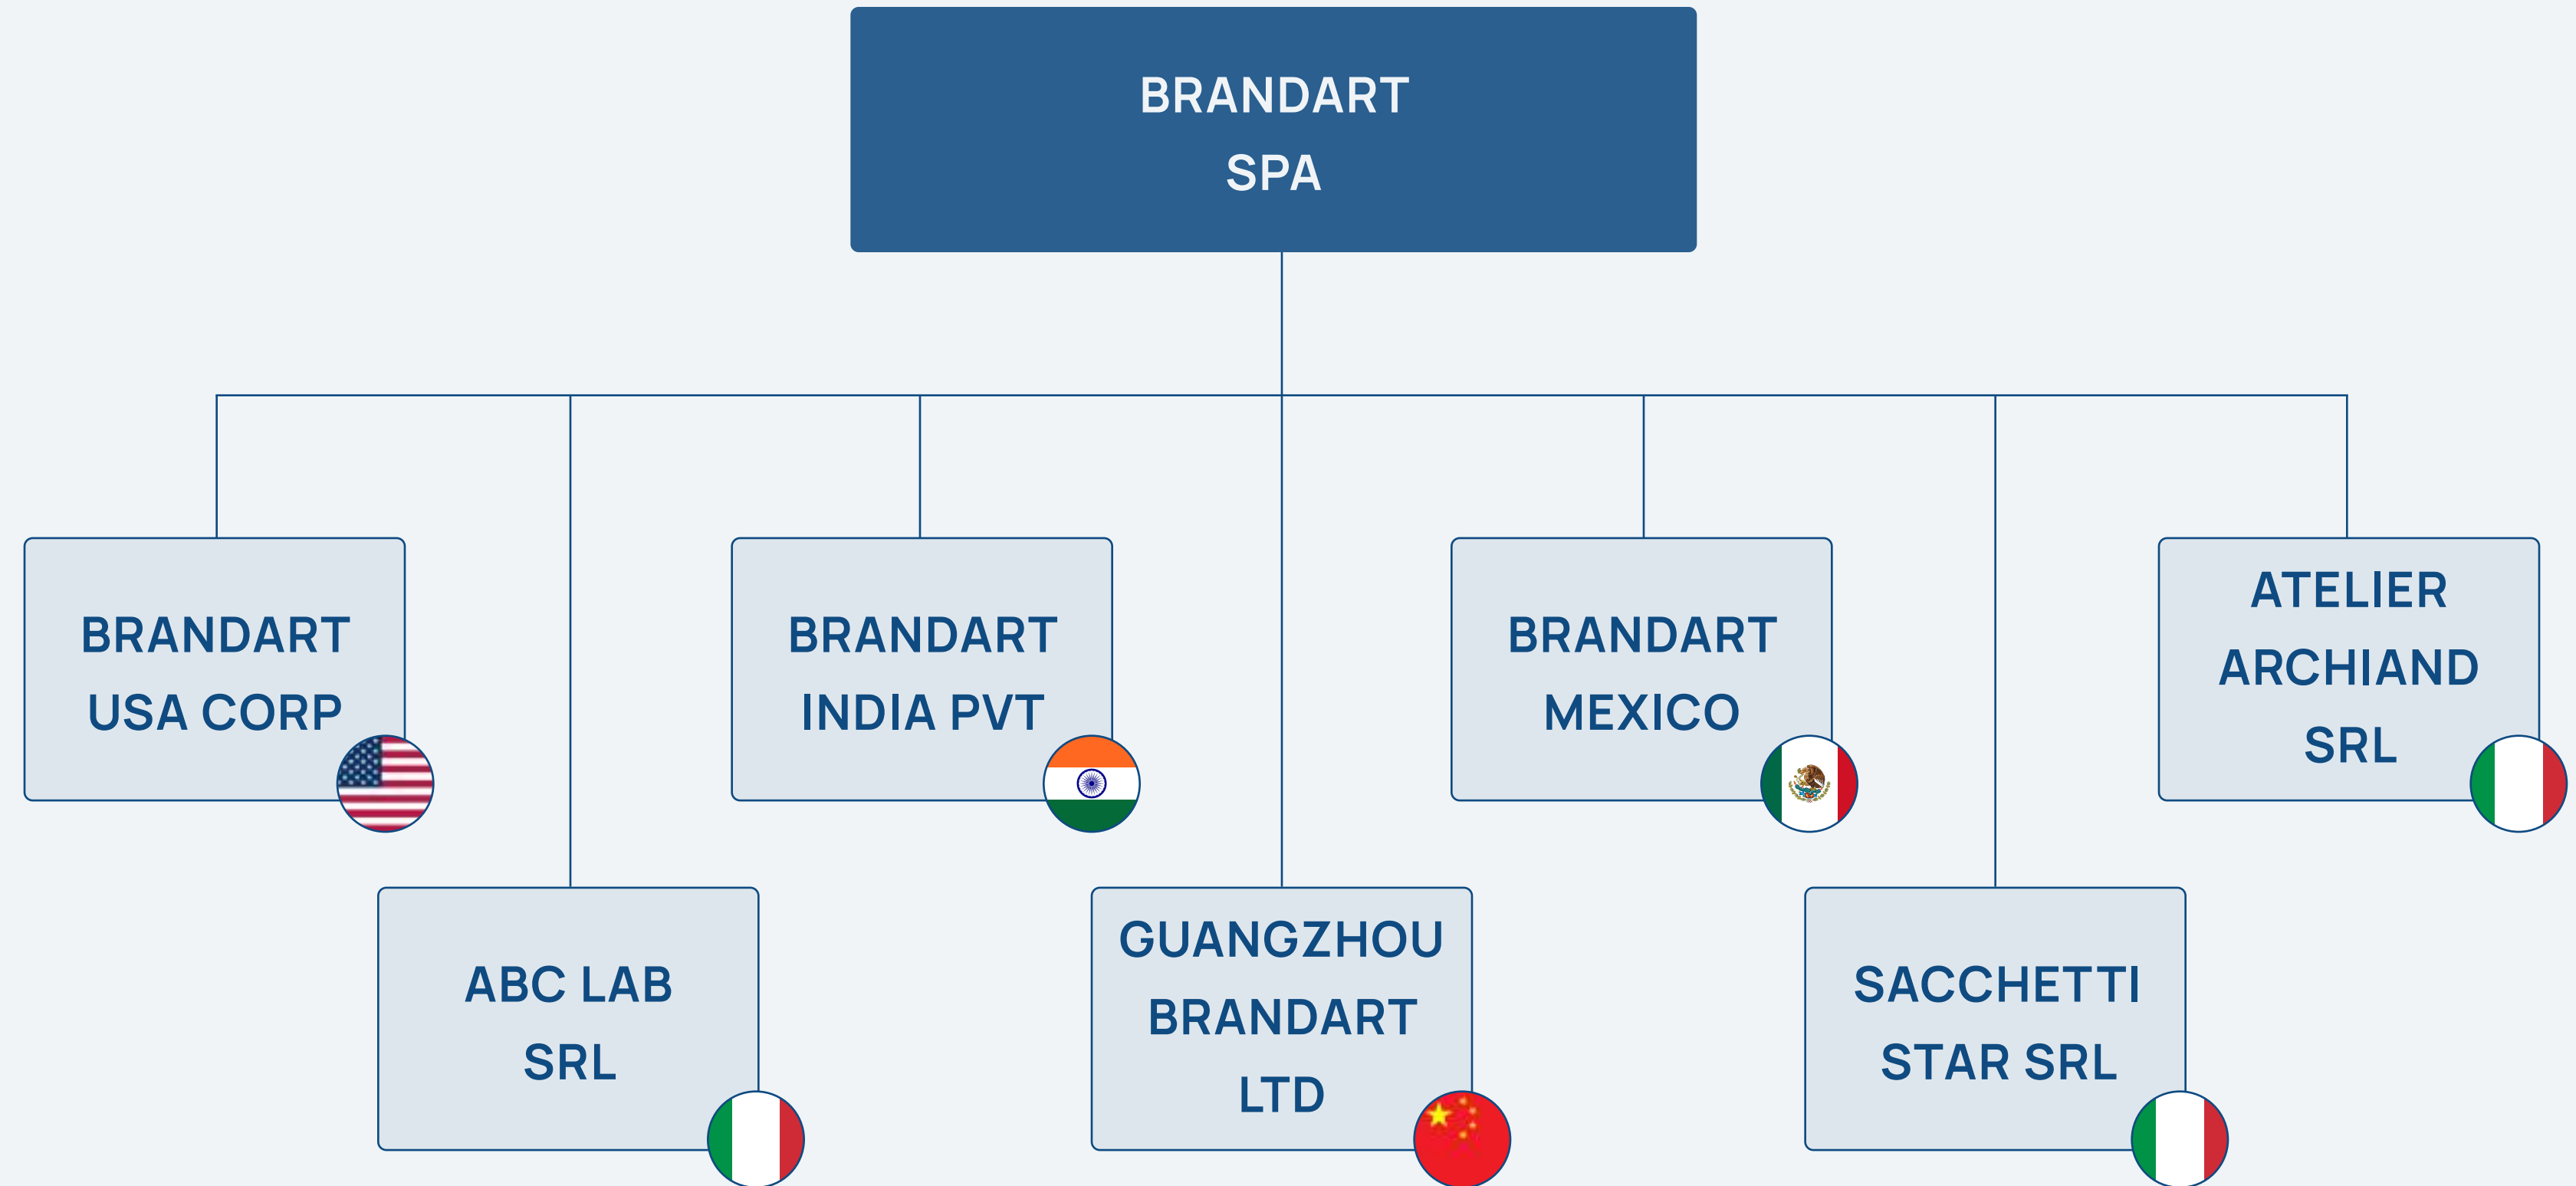 BRANDART
SPA
BRANDART
USA CORP
BRANDART
INDIA PVT
BRANDART
MEXICO
ATELIER
ARCHIAND
SRL
ABC LAB
SRL
GUANGZHOU
BRANDART
LTD
SACCHETTI
STAR SRL